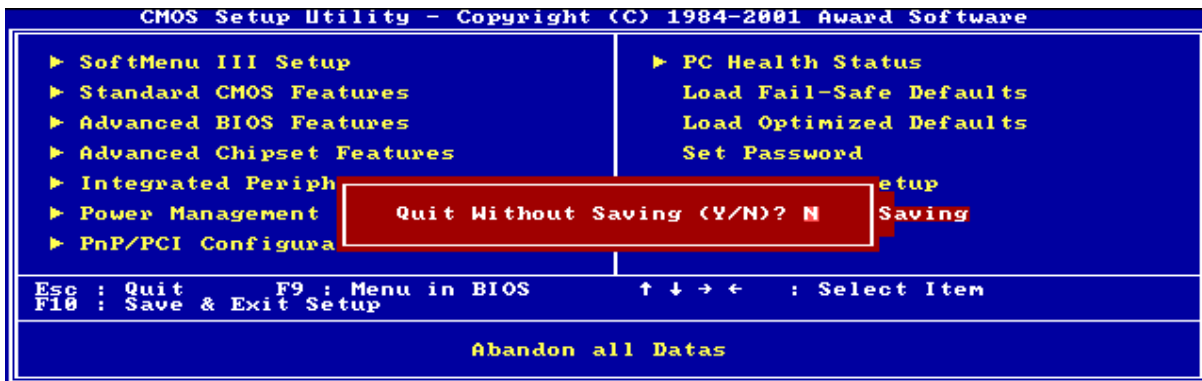 CMOS Setup Utility - Copyright (C) 1984-2001 Award Software
► SoftMenu III Setup
► Standard CMOS Features
► Advanced BIOS Features
► Advanced Chipset Features
► Integrated Periph
► Power Management
► PnP/PCI Configura
► PC Health Status
Load Fail-Safe Defaults
Load Optimized Defaults
Set Password
etup
Saving
Quit Without Saving (Y/N)? N
Esc : Quit F9 : Menu in BIOS ↑ ↓ → ← : Select Item
F10 : Save & Exit Setup
Abandon all Datas